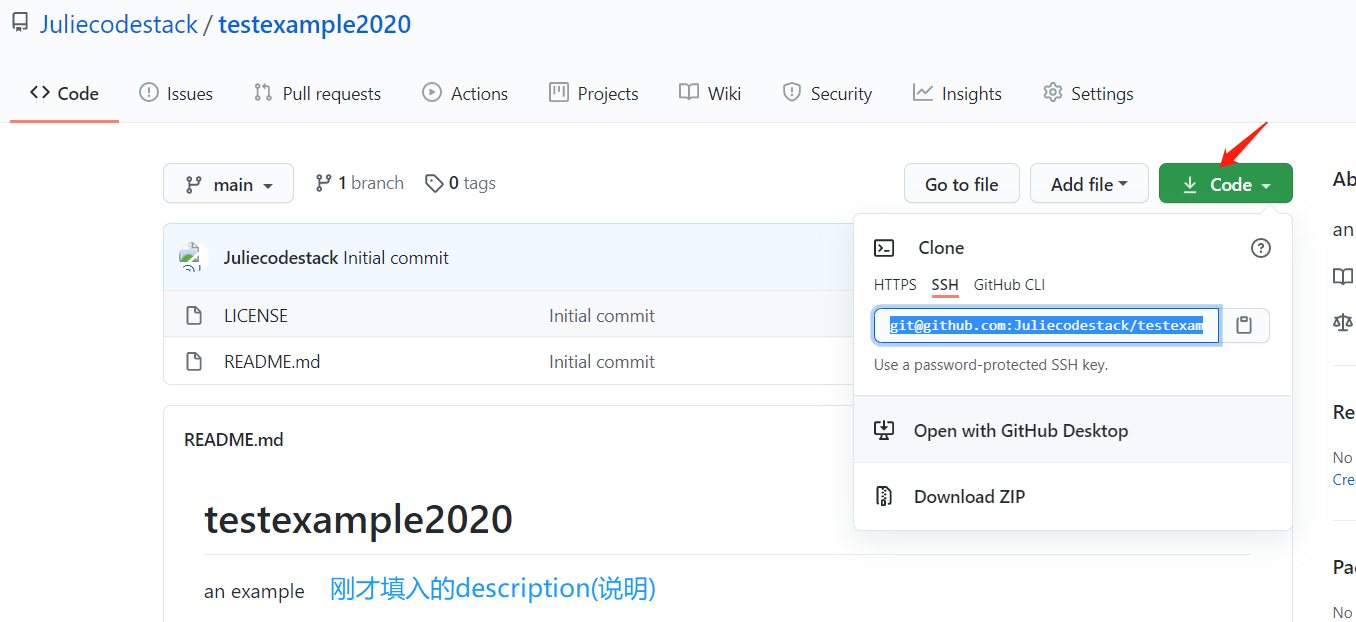 Juliecodestack / testexample2020
Code Issues Pull requests Actions Projects Wiki Security Insights Settings
main 1 branch 0 tags Go to file Add file Code
Juliecodestack Initial commit
LICENSE Initial commit
README.md Initial commit
Clone
HTTPS SSH GitHub CLI
git@github.com:Juliecodestack/testexam
Use a password-protected SSH key.
Open with GitHub Desktop
Download ZIP
README.md
testexample2020
an example 刚才填入的description(说明)
Ab
an
Re
No
Cre
Pa
No